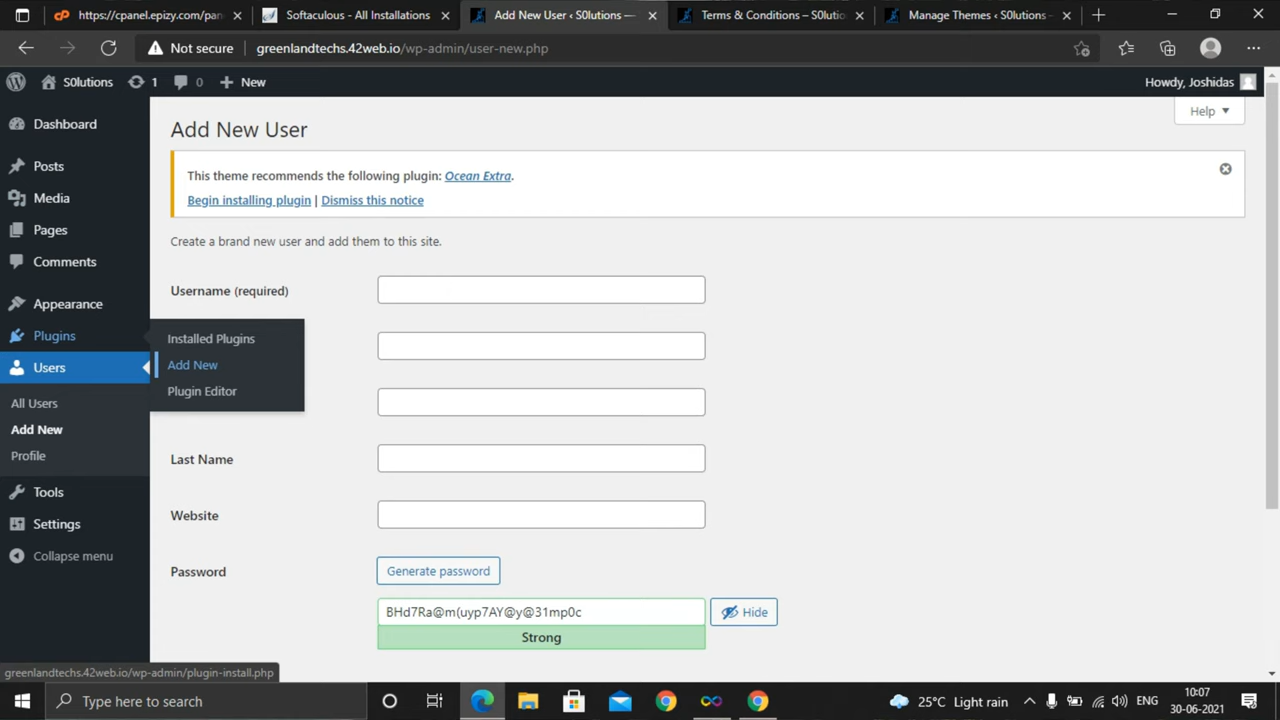 https://cpanel.epizy.com/pan
Softaculous - All Installations
Add New User ‹ S0lutions —
Terms & Conditions – S0lutio
Manage Themes ‹ S0lutions -
Not secure
greenlandtechs.42web.io/wp-admin/user-new.php
S0lutions
1
0
New
Howdy, Joshidas
Help
Dashboard
Posts
Media
Pages
Comments
Appearance
Plugins
Users
All Users
Add New
Profile
Tools
Settings
Collapse menu
Installed Plugins
Add New
Plugin Editor
Add New User
This theme recommends the following plugin: Ocean Extra.
Begin installing plugin | Dismiss this notice
Create a brand new user and add them to this site.
Username (required)
Last Name
Website
Password
Generate password
BHd7Ra@m(uyp7AY@y@31mp0c
Hide
Strong
greenlandtechs.42web.io/wp-admin/plugin-install.php
Type here to search
25°C Light rain
ENG
10:07
30-06-2021